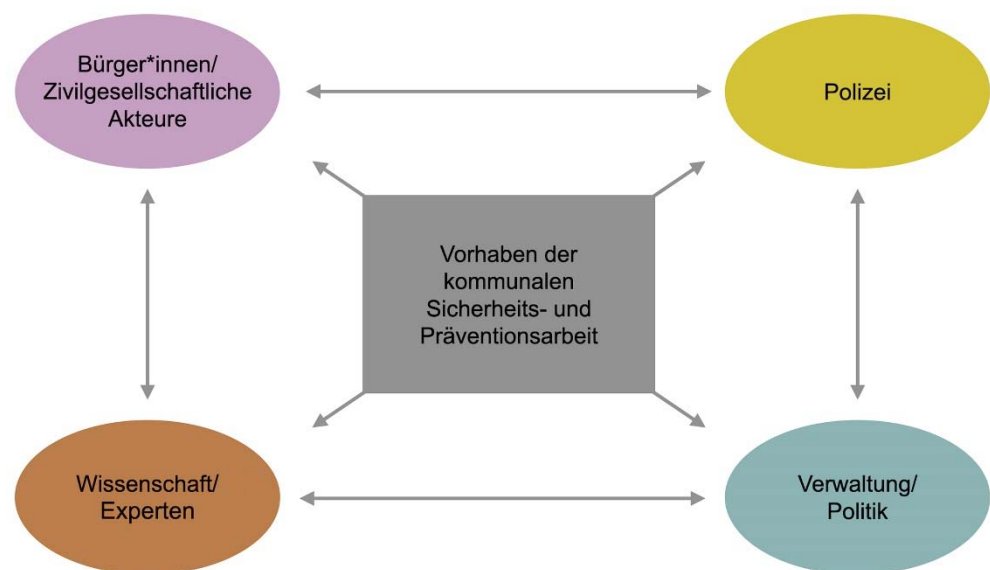 Bürger*innen/
Zivilgesellschaftliche
Akteure
Polizei
Vorhaben der
kommunalen
Sicherheits- und
Präventionsarbeit
Wissenschaft/
Experten
Verwaltung/
Politik